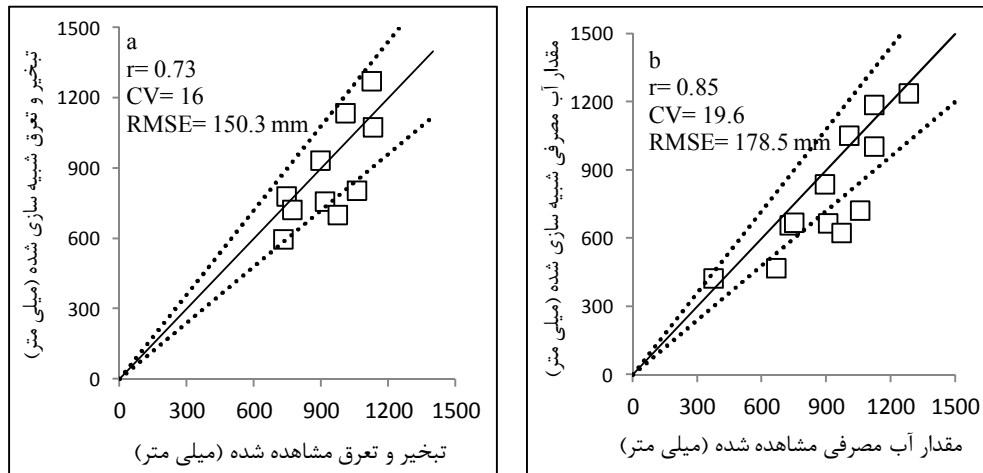 تبخیر و تعرق شبیه سازی شده (میلی متر)
1500
1200
900
600
300
0
a
r= 0.73
CV= 16
RMSE= 150.3 mm
0 300 600 900 1200 1500
تبخیر و تعرق مشاهده شده (میلی متر)
مقدار آب مصرفی شبیه سازی شده (میلی متر)
1500
1200
900
600
300
0
b
r= 0.85
CV= 19.6
RMSE= 178.5 mm
0 300 600 900 1200 1500
مقدار آب مصرفی مشاهده شده (میلی متر)